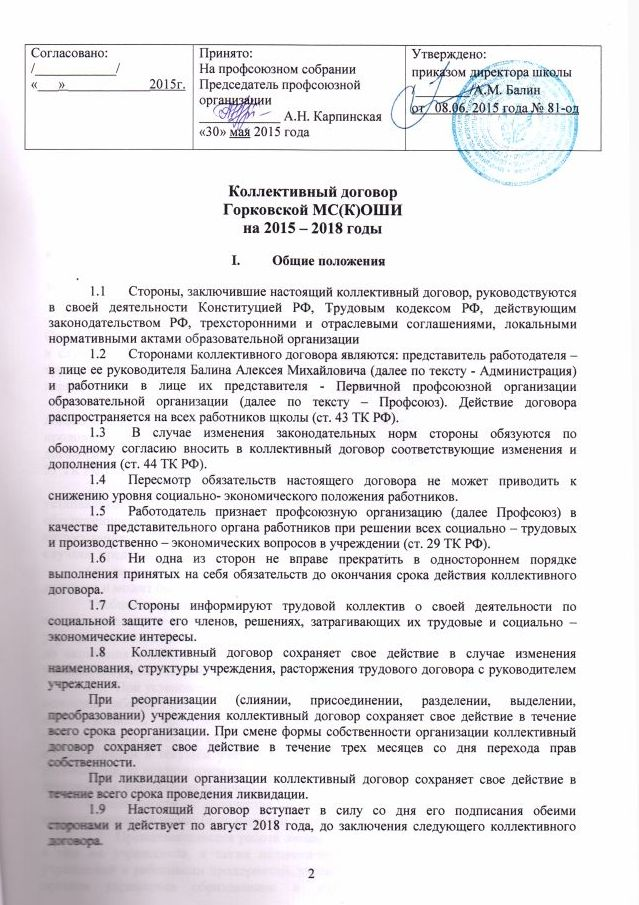 Согласовано:
/____________/
«___»____________ 2015г.
Принято:
На профсоюзном собрании
Председатель профсоюзной
организации
____________ А.Н. Карпинская
«30» мая 2015 года
Утверждено:
приказом директора школы
/________/А.М. Балин
от 08.06. 2015 года № 81-од
Коллективный договор
Горковской МС(К)ОШИ
на 2015 – 2018 годы
I. Общие положения
1.1 Стороны, заключившие настоящий коллективный договор, руководствуются
в своей деятельности Конституцией РФ, Трудовым кодексом РФ, действующим
законодательством РФ, трехсторонними и отраслевыми соглашениями, локальными
нормативными актами образовательной организации
1.2 Сторонами коллективного договора являются: представитель работодателя –
в лице ее руководителя Балина Алексея Михайловича (далее по тексту - Администрация)
и работники в лице их представителя - Первичной профсоюзной организации
образовательной организации (далее по тексту – Профсоюз). Действие договора
распространяется на всех работников школы (ст. 43 ТК РФ).
1.3 В случае изменения законодательных норм стороны обязуются по
обоюдному согласию вносить в коллективный договор соответствующие изменения и
дополнения (ст. 44 ТК РФ).
1.4 Пересмотр обязательств настоящего договора не может приводить к
снижению уровня социально- экономического положения работников.
1.5 Работодатель признает профсоюзную организацию (далее Профсоюз) в
качестве представительного органа работников при решении всех социально – трудовых
и производственно – экономических вопросов в учреждении (ст. 29 ТК РФ).
1.6 Ни одна из сторон не вправе прекратить в одностороннем порядке
выполнения принятых на себя обязательств до окончания срока действия коллективного
договора.
1.7 Стороны информируют трудовой коллектив о своей деятельности по
социальной защите его членов, решениях, затрагивающих их трудовые и социально –
экономические интересы.
1.8 Коллективный договор сохраняет свое действие в случае изменения
наименования, структуры учреждения, расторжения трудового договора с руководителем
учреждения.
При реорганизации (слиянии, присоединении, разделении, выделении,
преобразовании) учреждения коллективный договор сохраняет свое действие в течение
всего срока реорганизации. При смене формы собственности организации коллективный
договор сохраняет свое действие в течение трех месяцев со дня перехода прав
собственности.
При ликвидации организации коллективный договор сохраняет свое действие в
течение всего срока проведения ликвидации.
1.9 Настоящий договор вступает в силу со дня его подписания обеими
сторонами и действует по август 2018 года, до заключения следующего коллективного
договора.
2